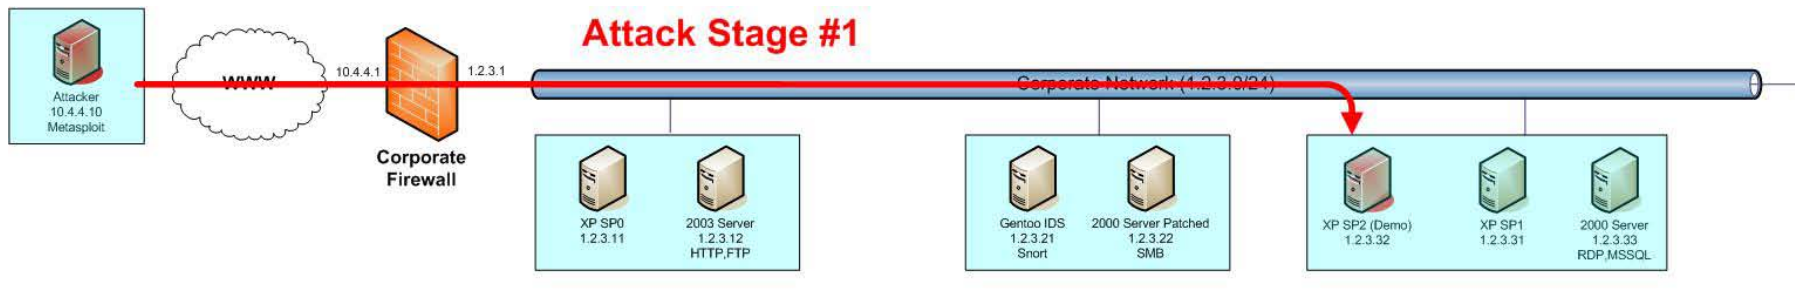 Attack Stage #1
Attacker
10.4.4.10
Metasploit
WWW
10.4.4.1
1.2.3.1
Corporate
Firewall
Corporate Network (1.2.3.0/24)
XP SP0
1.2.3.11
2003 Server
1.2.3.12
HTTP,FTP
Gentoo IDS
1.2.3.21
Snort
2000 Server Patched
1.2.3.22
SMB
XP SP2 (Demo)
1.2.3.32
XP SP1
1.2.3.31
2000 Server
1.2.3.33
RDP,MSSQL